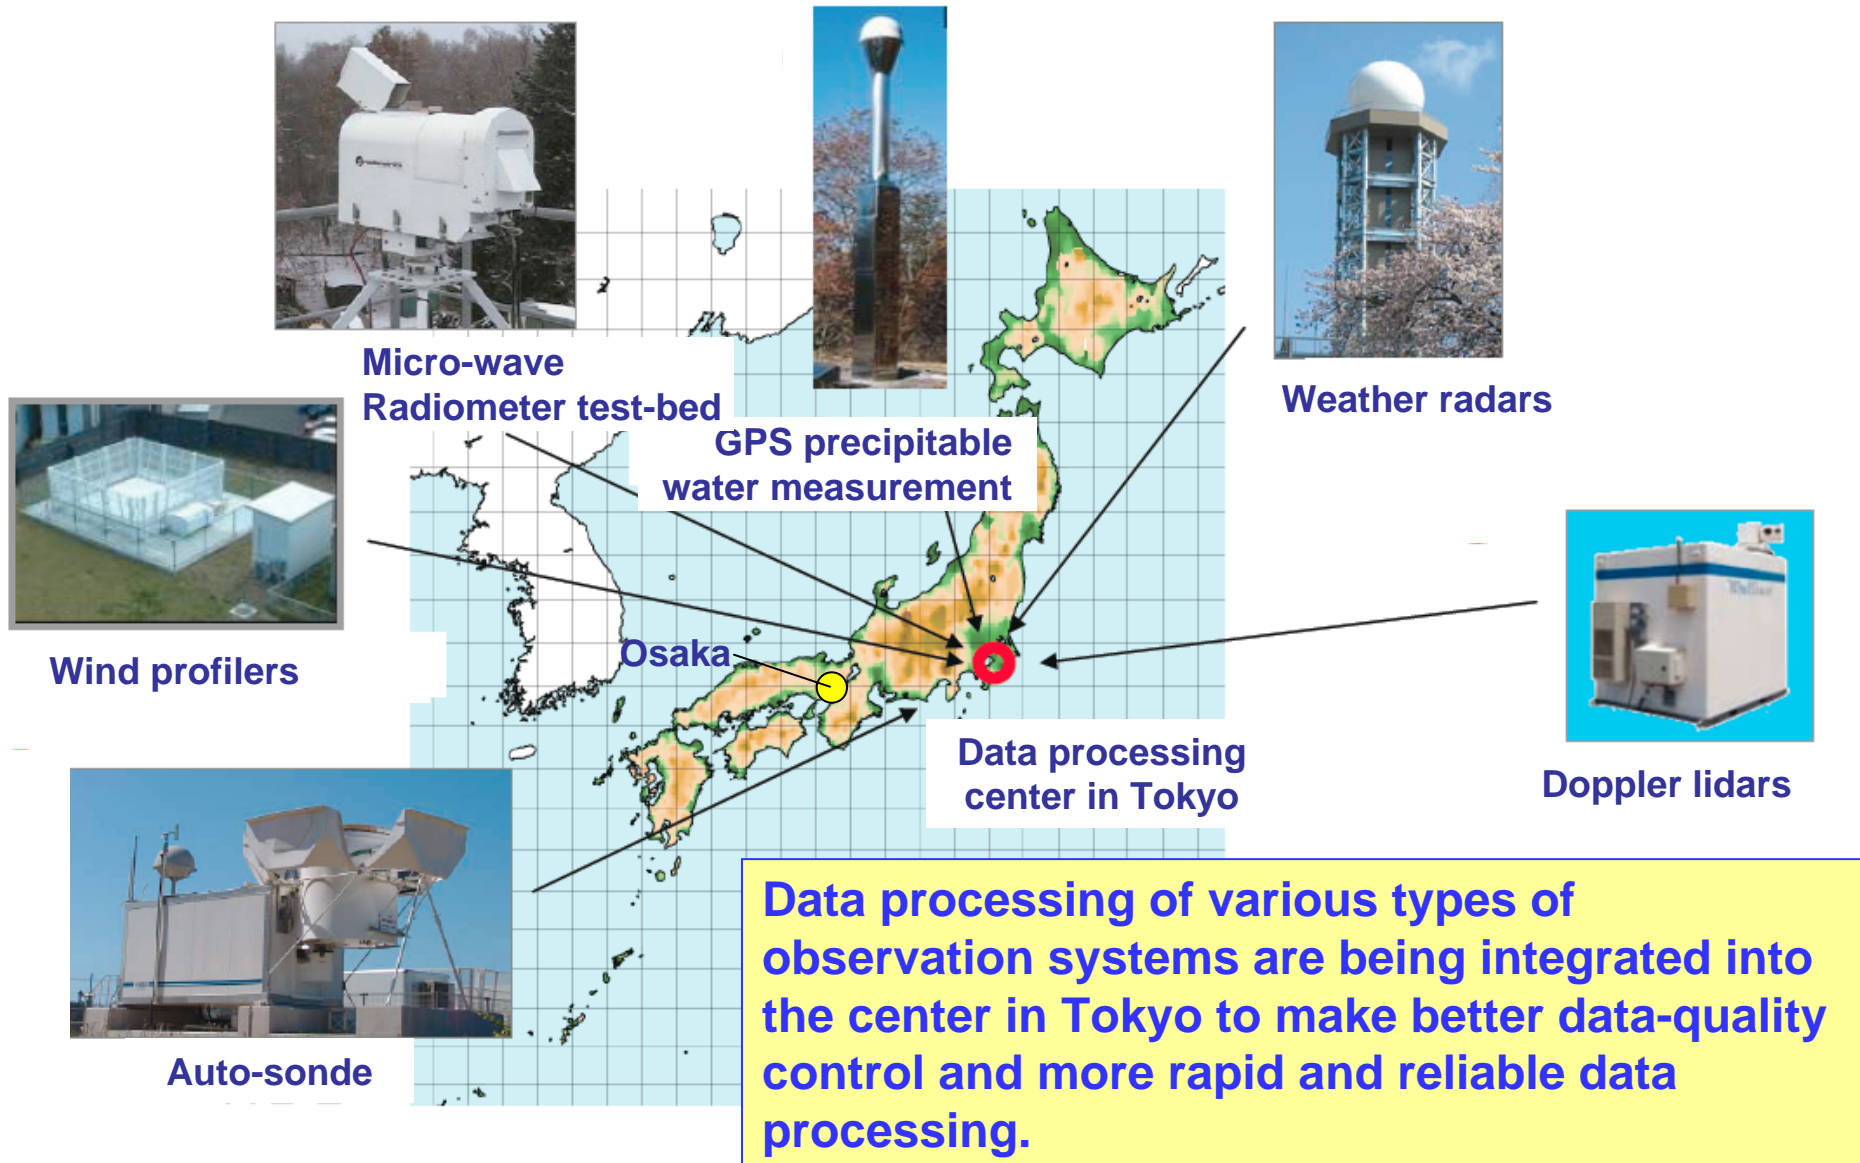 Micro-wave
Radiometer test-bed
GPS precipitable
water measurement
Weather radars
Wind profilers
Osaka
Data processing
center in Tokyo
Doppler lidars
Auto-sonde
Data processing of various types of
observation systems are being integrated into
the center in Tokyo to make better data-quality
control and more rapid and reliable data
processing.